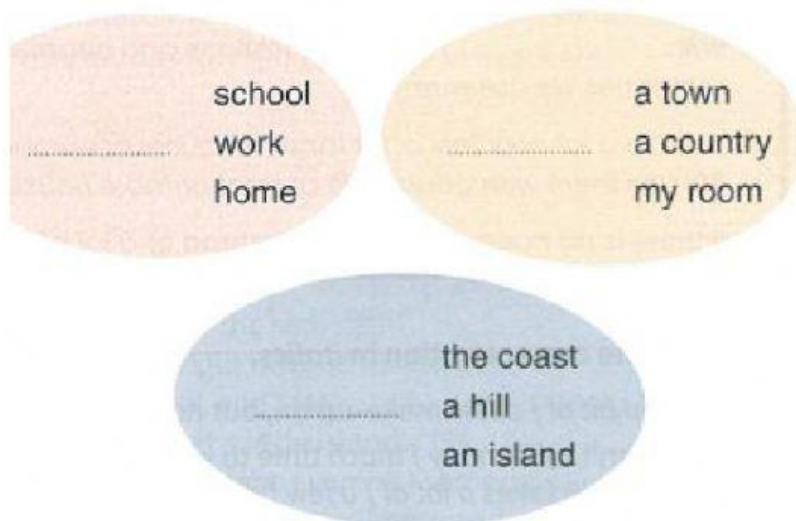 school
work
home
a town
a country
my room
the coast
a hill
an island